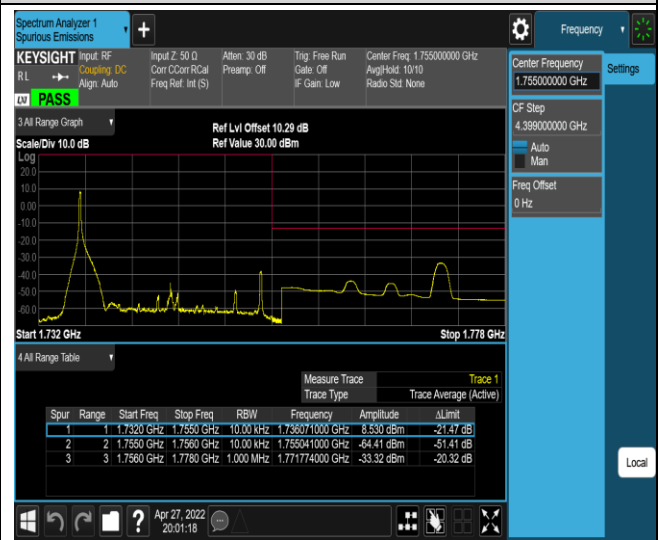 Spectrum Analyzer 1
Spurious Emissions
+
Frequency
KEYSIGHT
RL
PASS
Input: RF
Coupling: DC
Align: Auto
Input Z: 50 Ω
Corr CCorr RCal
Freq Ref: Int (S)
Atten: 30 dB
Preamp: Off
Trig: Free Run
Gate: Off
IF Gain: Low
Center Freq: 1.755000000 GHz
Avg|Hold: 10/10
Radio Std: None
Center Frequency
1.755000000 GHz
Settings
CF Step
4.399000000 GHz
Auto
Man
Freq Offset
0 Hz
3 All Range Graph
Scale/Div 10.0 dB
Ref Lvl Offset 10.29 dB
Ref Value 30.00 dBm
Log
20.0
10.0
0.00
-10.0
-20.0
-30.0
-40.0
-50.0
-60.0
Start 1.732 GHz
Stop 1.778 GHz
4 All Range Table
Measure Trace Trace 1
Trace Type Trace Average (Active)
Spur Range Start Freq Stop Freq RBW Frequency Amplitude ΔLimit
1 1 1.7320 GHz 1.7550 GHz 10.00 kHz 1.736071000 GHz 8.530 dBm -21.47 dB
2 2 1.7550 GHz 1.7560 GHz 10.00 kHz 1.755041000 GHz -64.41 dBm -51.41 dB
3 3 1.7560 GHz 1.7780 GHz 1.000 MHz 1.771774000 GHz -33.32 dBm -20.32 dB
Local
?
Apr 27, 2022
20:01:18